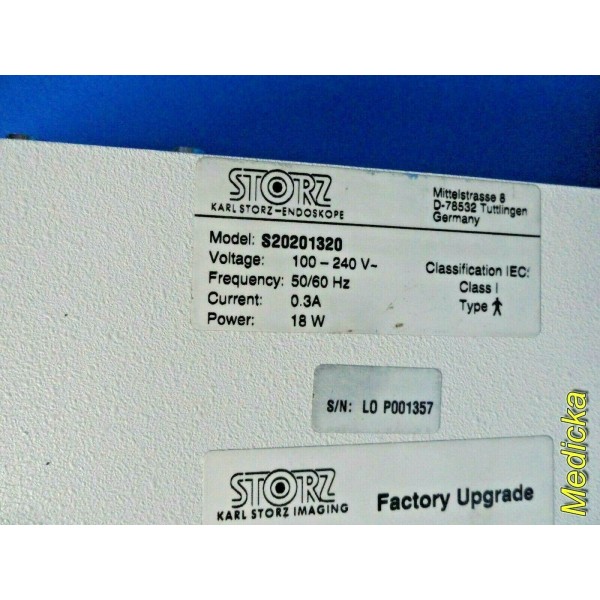 STORZ
KARL STORZ-ENDOSKOPE
Mittelstrasse 8
D-78532 Tuttlingen
Germany
Model: S20201320
Voltage: 100 – 240 V~
Frequency: 50/60 Hz
Current: 0.3A
Power: 18 W
Classification IEC:
Class I
Type
S/N: LO P001357
STORZ
KARL STORZ IMAGING
Factory Upgrade
Medicka